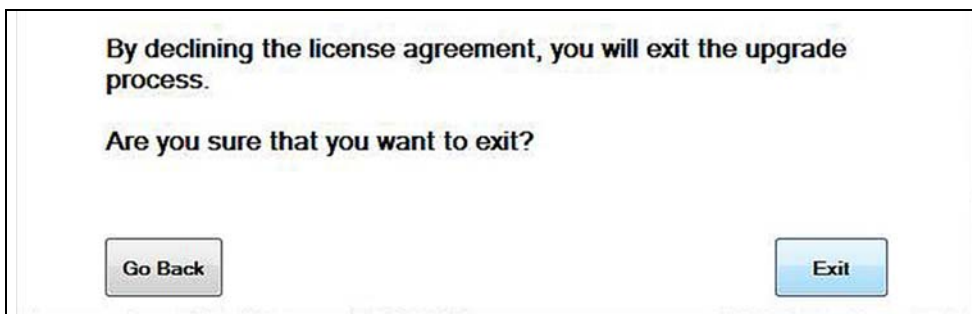 By declining the license agreement, you will exit the upgrade
process.
Are you sure that you want to exit?
Go Back
Exit